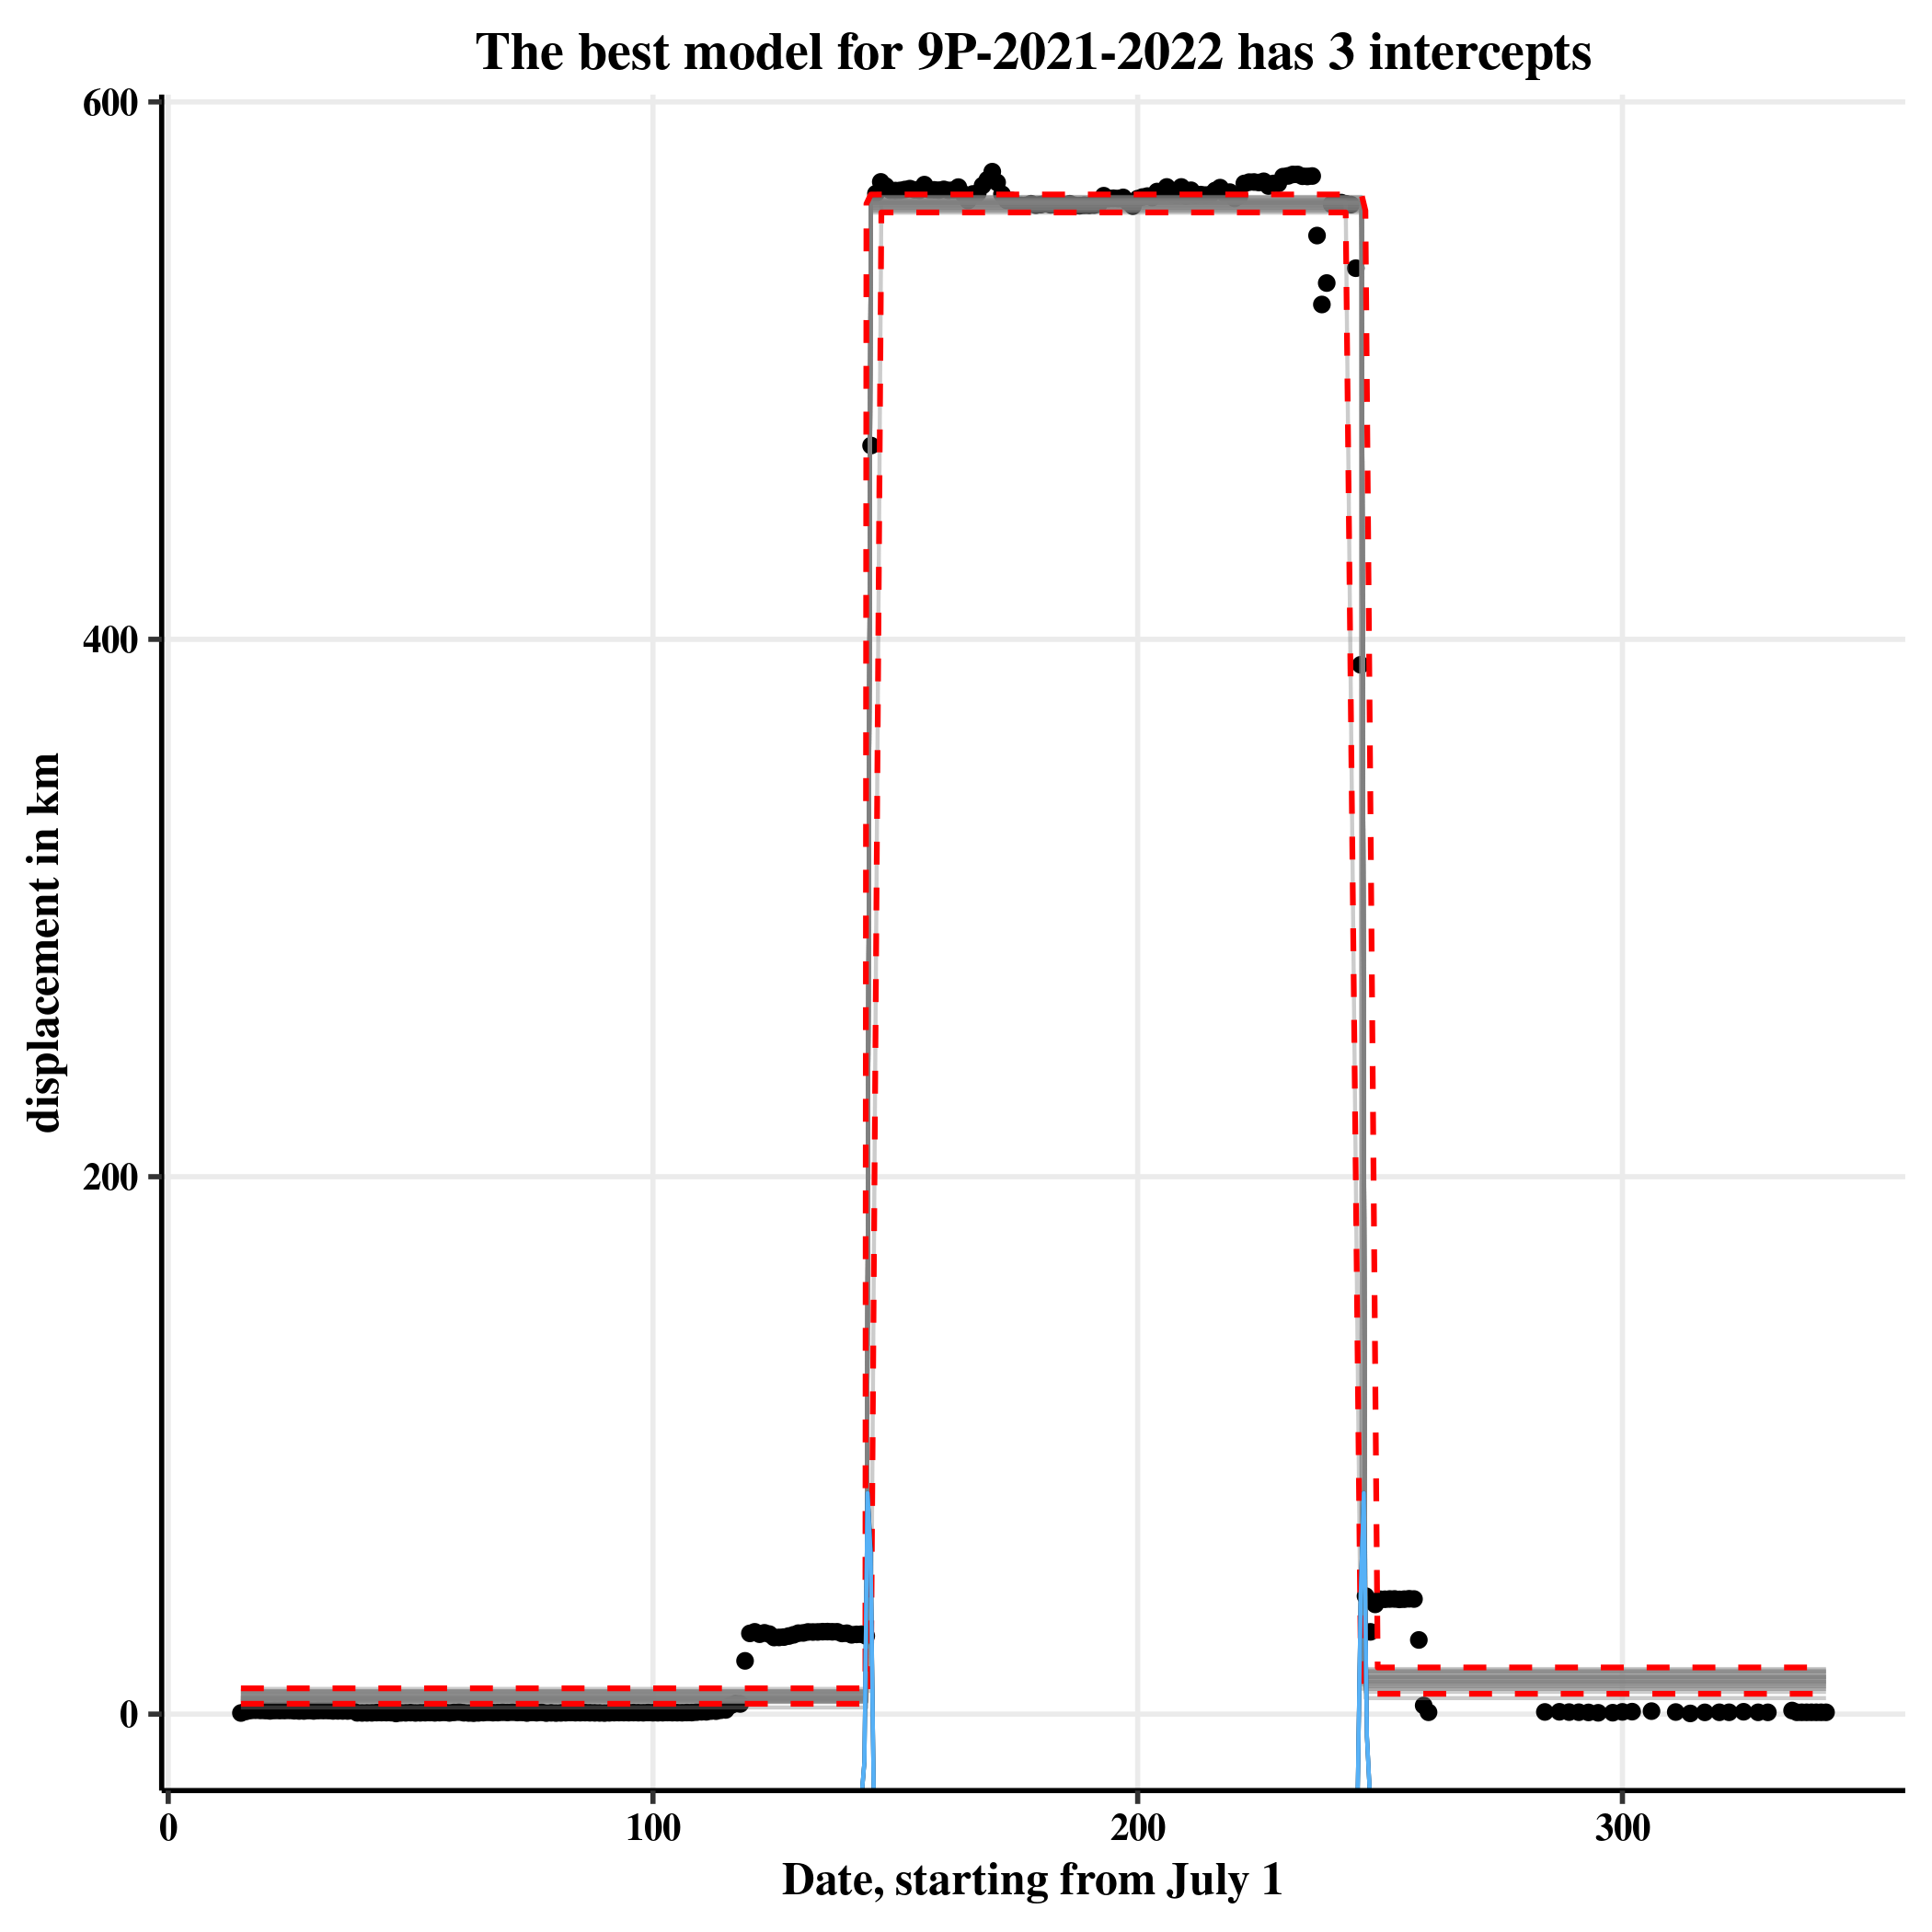 The best model for 9P-2021-2022 has 3 intercepts
600
400
200
0
displacement in km
0 100 200 300
Date, starting from July 1